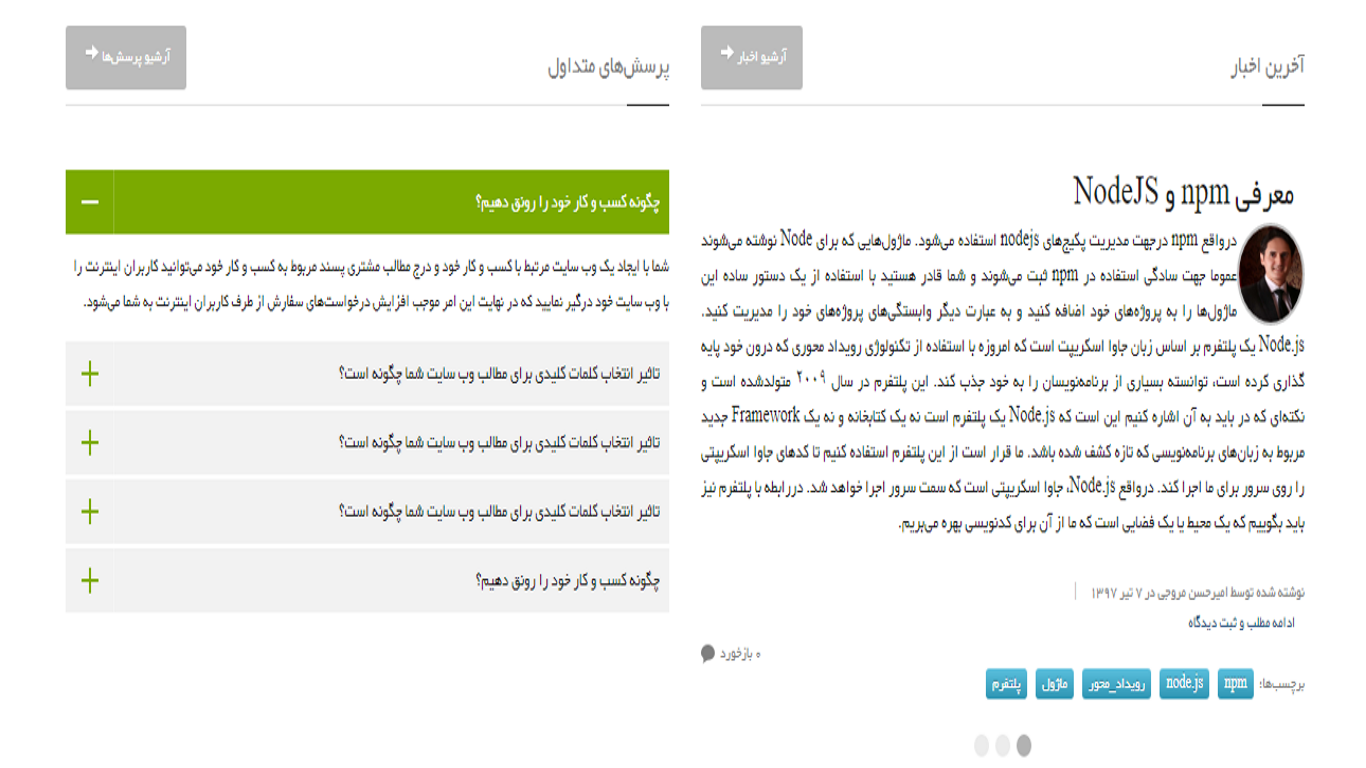 آخرین اخبار
آرشیو اخبار
معرفی npm و NodeJS
درواقع npm درجهت مدیریت پکیج‌های nodejs استفاده می‌شود. ماژول‌هایی که برای Node نوشته می‌شوند
عموما جهت سادگی استفاده در npm ثبت می‌شوند و شما قادر هستید با استفاده از یک دستور ساده این
ماژول‌ها را به پروژه‌های خود اضافه کنید و به عبارت دیگر وابستگی‌های پروژه‌های خود را مدیریت کنید.
Node.js یک پلتفرم بر اساس زبان جاوا اسکریپت است که امروزه با استفاده از تکنولوژی رویداد محوری که درون خود پایه
گذاری کرده است، توانسته بسیاری از برنامه‌نویسان را به خود جذب کند. این پلتفرم در سال ۲۰۰۹ متولدشده است و
نکته‌ای که در باید به آن اشاره کنیم این است که Node.js یک پلتفرم است نه یک کتابخانه و نه یک Framework جدید
مربوط به زبان‌های برنامه‌نویسی که تازه کشف شده باشد. ما قرار است از این پلتفرم استفاده کنیم تا کدهای جاوا اسکریپتی
را روی سرور برای ما اجرا کند. درواقع Node.js، جاوا اسکریپتی است که سمت سرور اجرا خواهد شد. دررابطه با پلتفرم نیز
باید بگوییم که یک محیط یا یک فضایی است که ما از آن برای کدنویسی بهره می‌بریم.
نوشته شده توسط امیرحسن مروجی در ۷ تیر ۱۳۹۷
ادامه مطلب و ثبت دیدگاه
۰ بازخورد
برچسب‌ها: npm node.js رویداد_محور ماژول پلتفرم
پرسش‌های متداول
آرشیو پرسش‌ها
چگونه کسب و کار خود را رونق دهیم؟
شما با ایجاد یک وب سایت مرتبط با کسب و کار خود و درج مطالب مشتری پسند مربوط به کسب و کار خود می‌توانید کاربران اینترنت را
با وب سایت خود درگیر نمایید که در نهایت این امر موجب افزایش درخواست‌های سفارش از طرف کاربران اینترنت به شما می‌شود.
تاثیر انتخاب کلمات کلیدی برای مطالب وب سایت شما چگونه است؟
تاثیر انتخاب کلمات کلیدی برای مطالب وب سایت شما چگونه است؟
تاثیر انتخاب کلمات کلیدی برای مطالب وب سایت شما چگونه است؟
چگونه کسب و کار خود را رونق دهیم؟